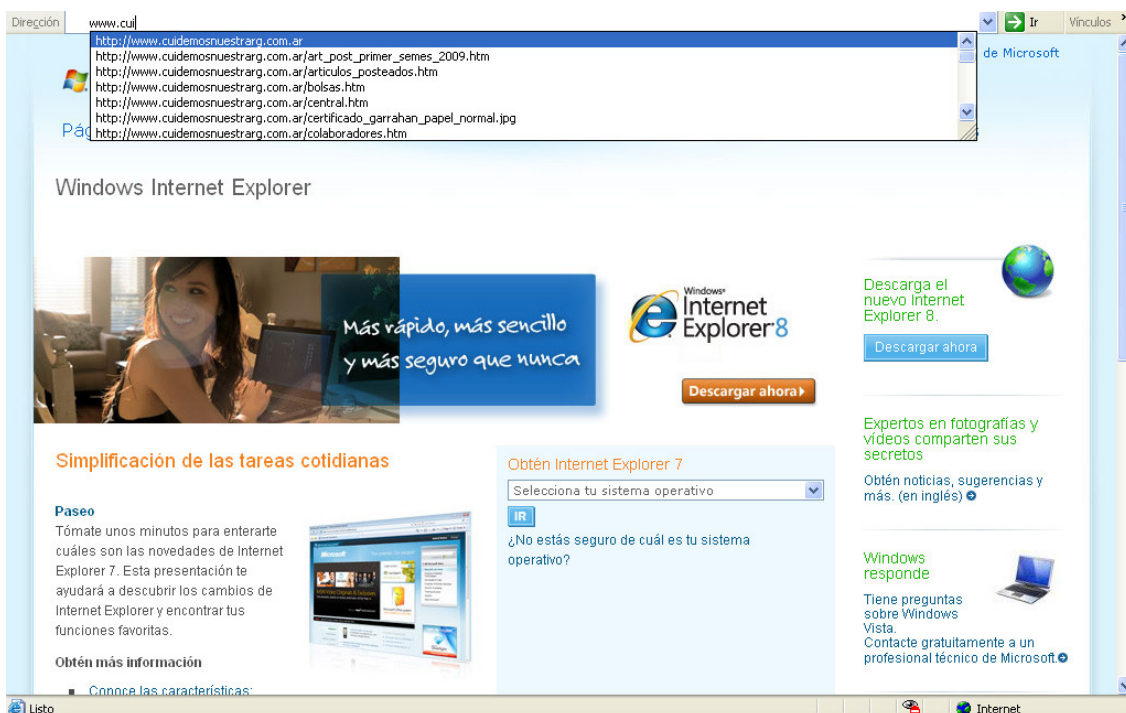 Dirección www.cui Ir Vínculos
http://www.cuidemosnuestrarg.com.ar
http://www.cuidemosnuestrarg.com.ar/art_post_primer_semes_2009.htm
http://www.cuidemosnuestrarg.com.ar/articulos_posteados.htm
http://www.cuidemosnuestrarg.com.ar/bolsas.htm
http://www.cuidemosnuestrarg.com.ar/central.htm
http://www.cuidemosnuestrarg.com.ar/certificado_garrahan_papel_normal.jpg
http://www.cuidemosnuestrarg.com.ar/colaboradores.htm
de Microsoft
Windows Internet Explorer
Más rápido, más sencillo
y más seguro que nunca
Windows
Internet
Explorer 8
Descargar ahora
Descarga el
nuevo Internet
Explorer 8.
Descargar ahora
Expertos en fotografías y
vídeos comparten sus
secretos
Obtén noticias, sugerencias y
más. (en inglés)
Windows
responde
Tiene preguntas
sobre Windows
Vista.
Contacte gratuitamente a un
profesional técnico de Microsoft.
Simplificación de las tareas cotidianas
Paseo
Tómate unos minutos para enterarte
cuáles son las novedades de Internet
Explorer 7. Esta presentación te
ayudará a descubrir los cambios de
Internet Explorer y encontrar tus
funciones favoritas.
Obtén más información
Conoce las características:
Obtén Internet Explorer 7
Selecciona tu sistema operativo
IR
¿No estás seguro de cuál es tu sistema
operativo?
Listo
Internet